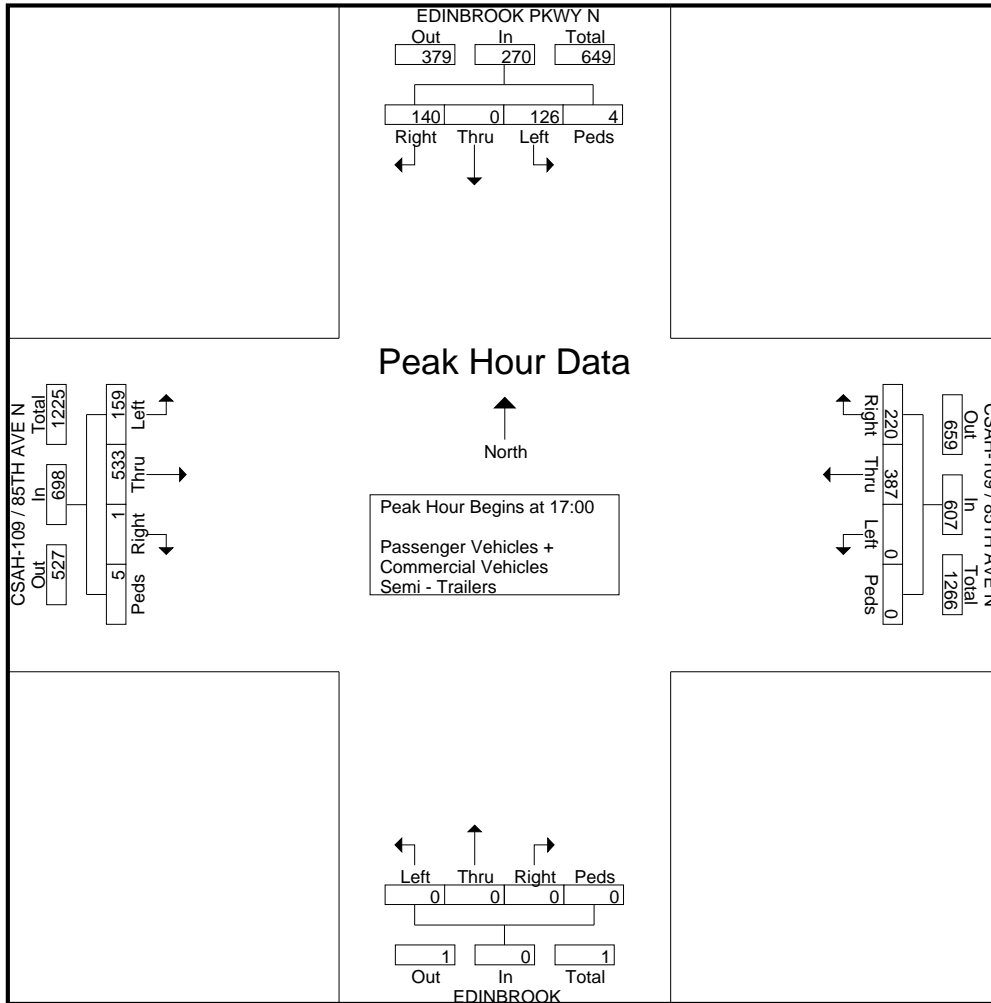 EDINBROOK PKWY N
Out In Total
379 270 649
140 0 126 4
Right Thru Left Peds
Peak Hour Data
North
Peak Hour Begins at 17:00
Passenger Vehicles +
Commercial Vehicles
Semi - Trailers
CSAH-109 / 85TH AVE N
Total In Out
1225 698 527
159 533 1 5
Left Thru Right Peds
CSAH-109 / 85TH AVE N
Out In Total
659 607 1266
220 387 0 0
Right Thru Left Peds
Left Thru Right Peds
0 0 0 0
1 0 1
Out In Total
EDINBROOK